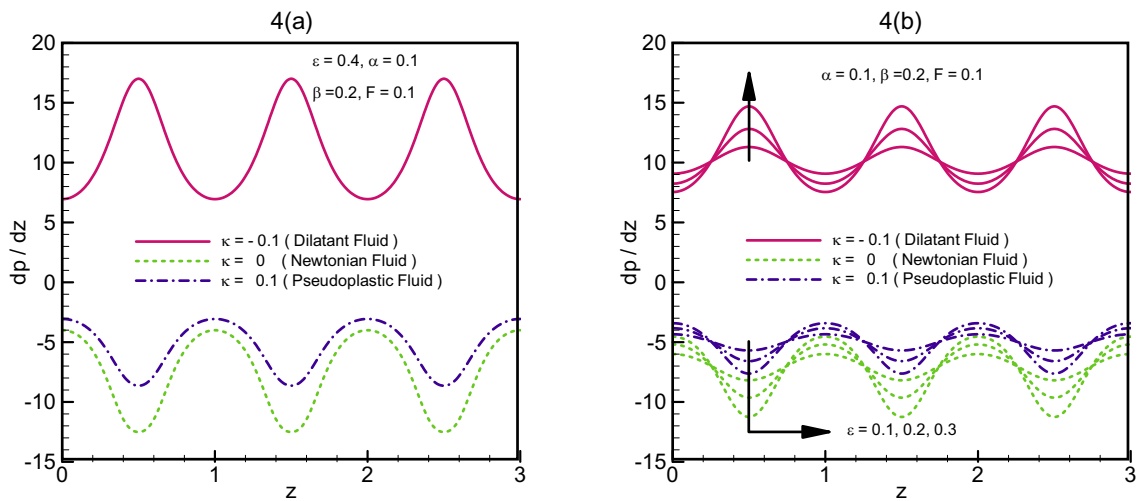 4(a)
20
15
10
5
0
-5
-10
-15
dp / dz
ε = 0.4, α = 0.1
β =0.2, F = 0.1
κ = - 0.1 ( Dilatant Fluid )
κ = 0 ( Newtonian Fluid )
κ = 0.1 ( Pseudoplastic Fluid )
0 1 2 3
z
4(b)
20
15
10
5
0
-5
-10
-15
dp / dz
α = 0.1, β =0.2, F = 0.1
κ = - 0.1 ( Dilatant Fluid )
κ = 0 ( Newtonian Fluid )
κ = 0.1 ( Pseudoplastic Fluid )
ε = 0.1, 0.2, 0.3
0 1 2 3
z